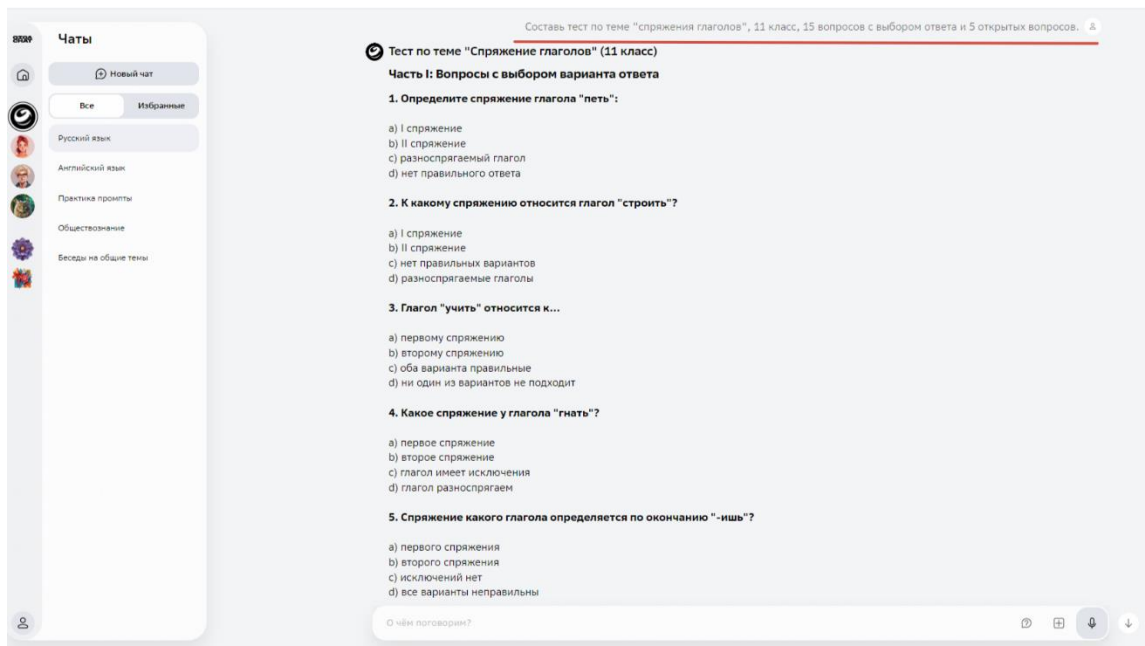 Составь тест по теме "спряжения глаголов", 11 класс, 15 вопросов с выбором ответа и 5 открытых вопросов.
Чаты
Новый чат
Все
Избранные
Русский язык
Английский язык
Практика промпты
Обществознание
Беседы на общие темы
Тест по теме "Спряжение глаголов" (11 класс)
Часть I: Вопросы с выбором варианта ответа
1. Определите спряжение глагола "петь":
a) I спряжение
b) II спряжение
c) разноспрягаемый глагол
d) нет правильного ответа
2. К какому спряжению относится глагол "строить"?
a) I спряжение
b) II спряжение
c) нет правильных вариантов
d) разноспрягаемые глаголы
3. Глагол "учить" относится к...
a) первому спряжению
b) второму спряжению
c) оба варианта правильные
d) ни один из вариантов не подходит
4. Какое спряжение у глагола "гнать"?
a) первое спряжение
b) второе спряжение
c) глагол имеет исключения
d) глагол разноспрягаем
5. Спряжение какого глагола определяется по окончанию "-ишь"?
a) первого спряжения
b) второго спряжения
c) исключений нет
d) все варианты неправильны
О чём поговорим?